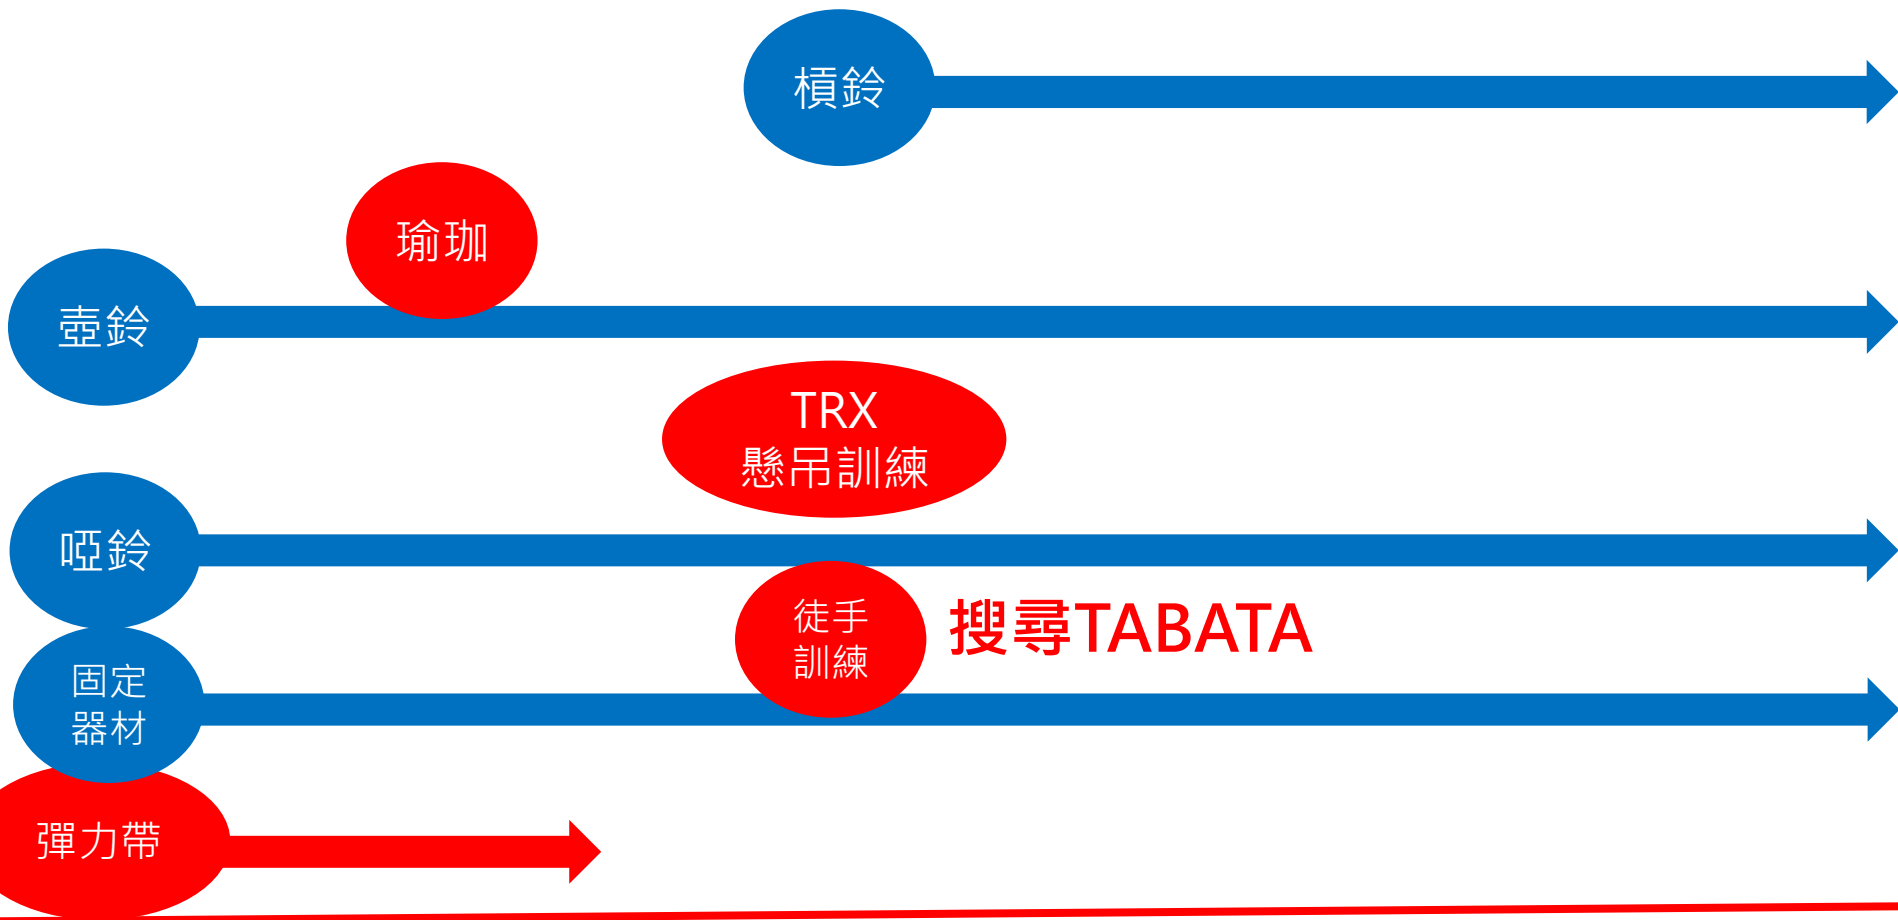 槓鈴
瑜珈
壺鈴
TRX
懸吊訓練
啞鈴
徒手
訓練
搜尋TABATA
固定
器材
彈力帶